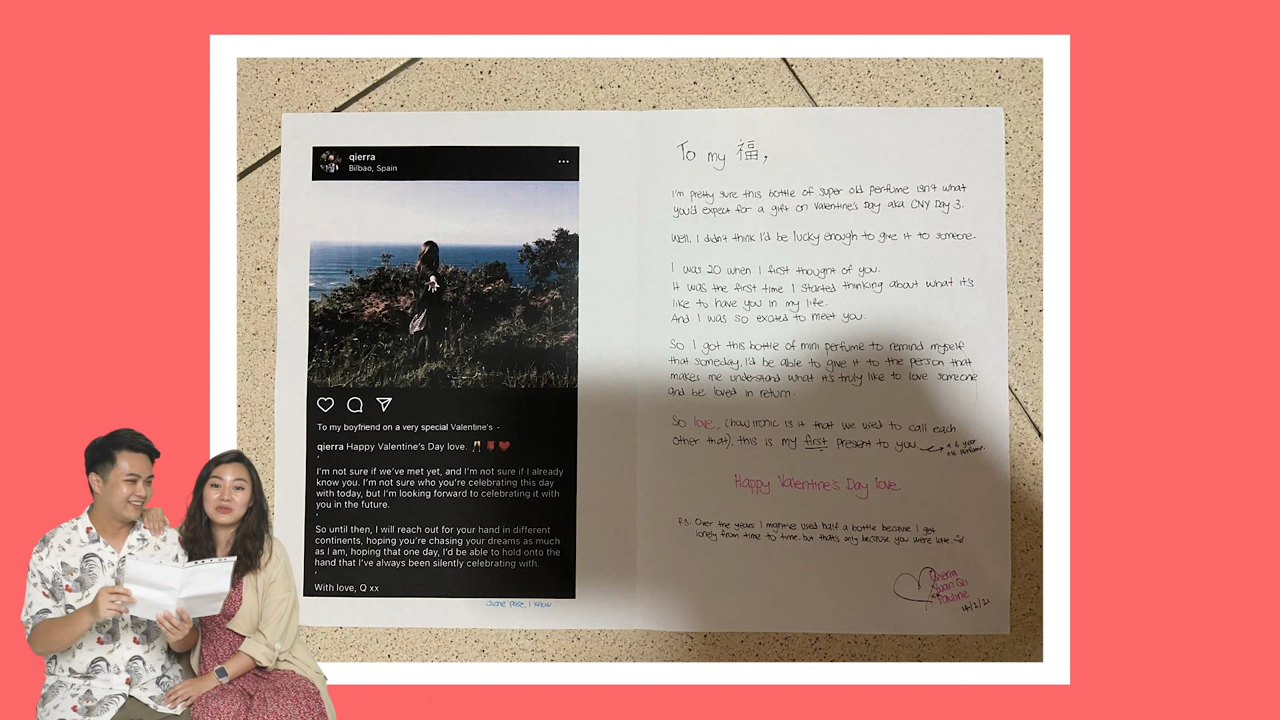 qierra
Bilbao, Spain
To my boyfriend on a very special Valentine's -
qierra Happy Valentine's Day love. 🥂🌹❤️
I'm not sure if we've met yet, and I'm not sure if I already
know you. I'm not sure who you're celebrating this day
with today, but I'm looking forward to celebrating it with
you in the future.
So until then, I will reach out for your hand in different
continents, hoping you're chasing your dreams as much
as I am, hoping that one day, I'd be able to hold onto the
hand that I've always been silently celebrating with.
With love, Q xx
I know
To my 福,
I'm pretty sure this bottle of super old perfume isn't what
you'd expect for a gift on Valentine's Day aka CNY Day 3.
Well, I didn't think I'd be lucky enough to give it to someone.
I was 20 when I first thought of you.
It was the first time I started thinking about what it's
like to have you in my life.
And I was so excited to meet you.
So I got this bottle of mini perfume to remind myself
that someday, I'd be able to give it to the person that
makes me understand what it's truly like to love someone
and be loved in return.
So love, (how ironic is it that we used to call each
other that), this is my first present to you. a 6 year
old perfume.
Happy Valentine's Day love
P.S. Over the years I might've used half a bottle because I got
lonely from time to time, but that's only because you were late.
Qierra
Qi
Pauline
14/2/21